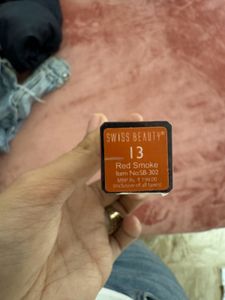 SWISS BEAUTY®
13
Red Smoke
Item No:SB-302
(Inclusive of all taxes)